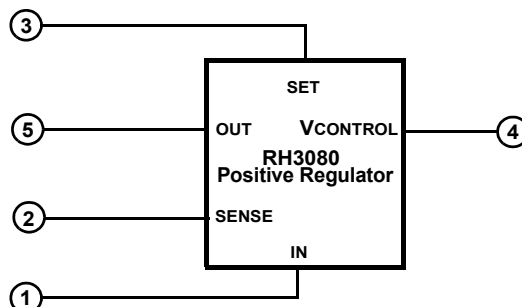 3
SET
5
OUT
VCONTROL
4
RH3080
Positive Regulator
2
SENSE
IN
1